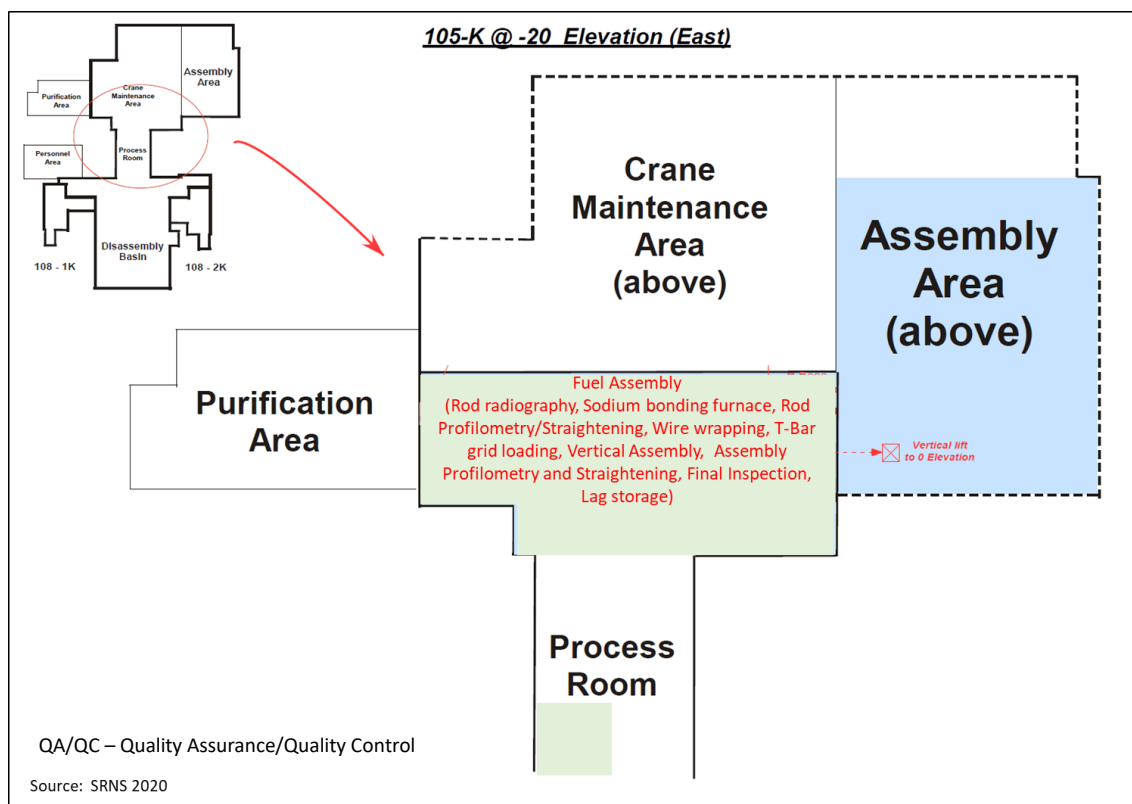 105-K @ -20 Elevation (East)
Assembly
Area
Crane
Maintenance
Area
Purification
Area
Process
Room
Personnel
Area
Disassembly
Basin
108 - 1K
108 - 2K
Crane
Maintenance
Area
(above)
Assembly
Area
(above)
Purification
Area
Fuel Assembly
(Rod radiography, Sodium bonding furnace, Rod
Profilometry/Straightening, Wire wrapping, T-Bar
grid loading, Vertical Assembly, Assembly
Profilometry and Straightening, Final Inspection,
Lag storage)
Vertical lift
to 0 Elevation
Process
Room
QA/QC – Quality Assurance/Quality Control
Source: SRNS 2020